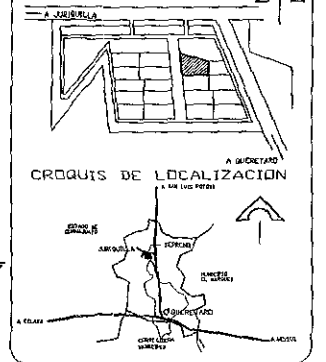 A JURIQUILLA
A QUERETARO
CROQUIS DE LOCALIZACION
A SAN LUIS POTOSI
ESTADO DE
GUANAJUATO
JURIQUILLA
MUNICIPIO
EL MARQUES
QUERETARO
A CELAYA
A MEXICO